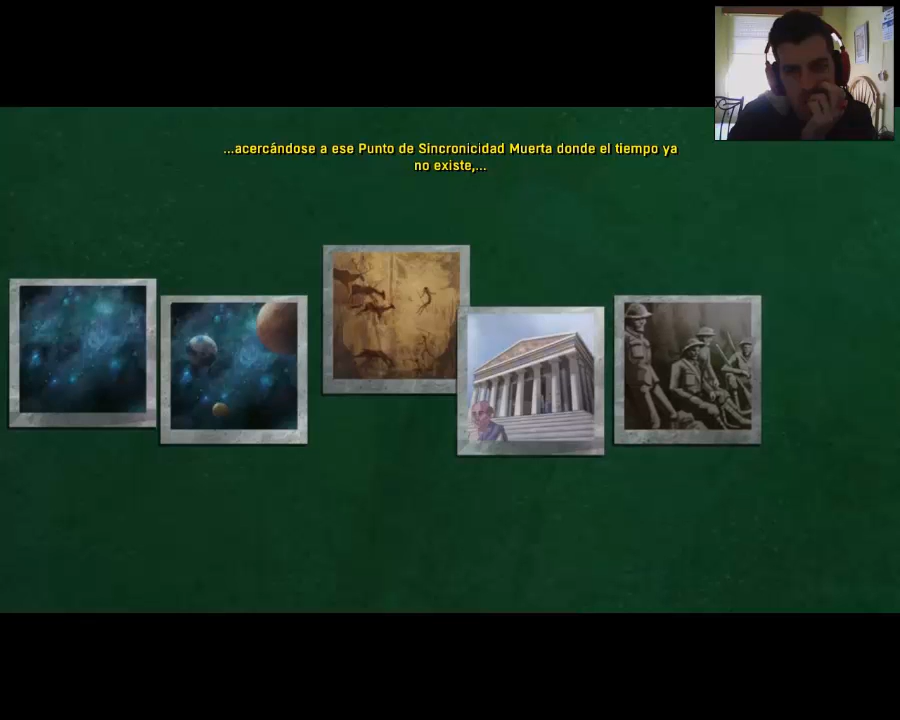 ...acercándose a ese Punto de Sincronicidad Muerta donde el tiempo ya
no existe,...